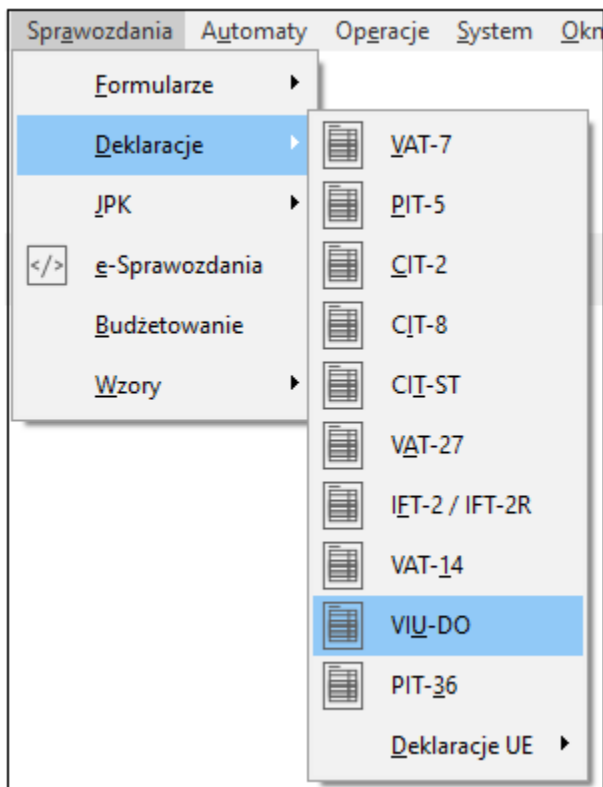 Sprawozdania Automaty Operacje System Okn
Formularze
Deklaracje
JPK
</> e-Sprawozdania
Budżetowanie
Wzory
VAT-7
PIT-5
CIT-2
CIT-8
CIT-ST
VAT-27
IFT-2 / IFT-2R
VAT-14
VIU-DO
PIT-36
Deklaracje UE